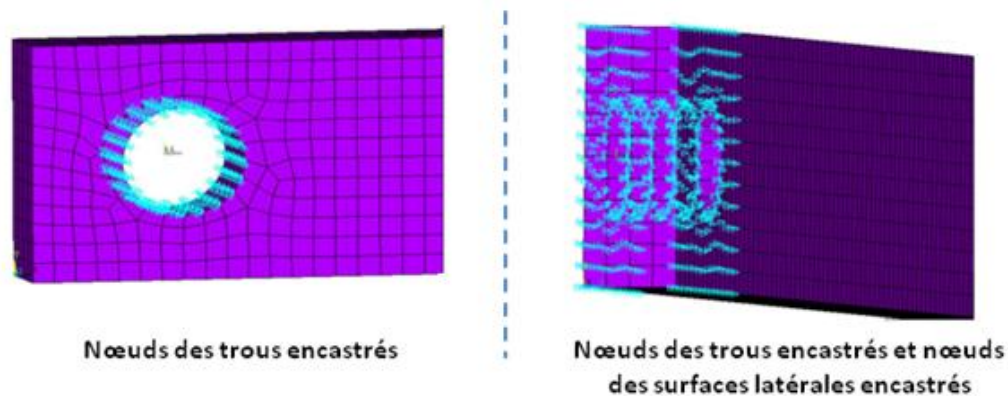 Nœuds des trous encastrés
Nœuds des trous encastrés et nœuds
des surfaces latérales encastrés